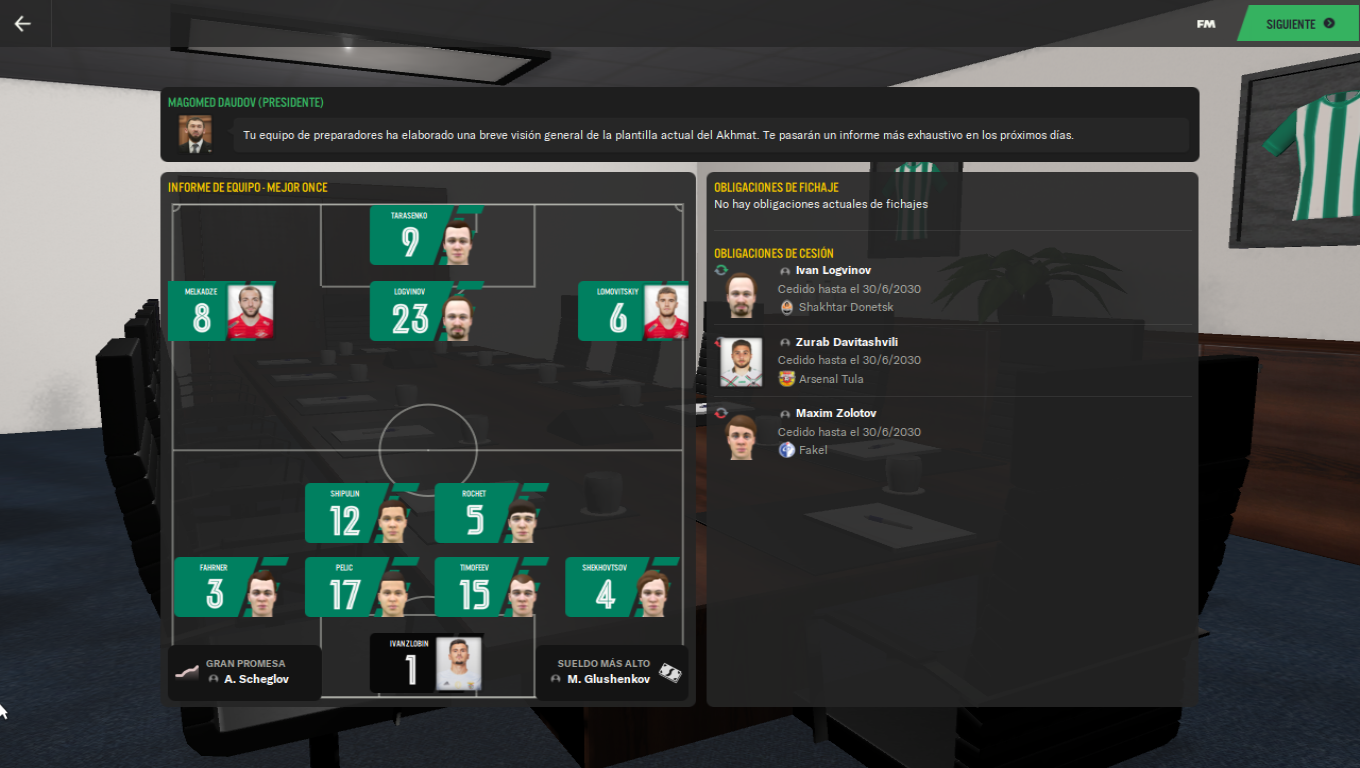 FM
SIGUIENTE
MAGOMED DAUDOV (PRESIDENTE)
Tu equipo de preparadores ha elaborado una breve visión general de la plantilla actual del Akhmat. Te pasarán un informe más exhaustivo en los próximos días.
INFORME DE EQUIPO - MEJOR ONCE
TARASENKO
9
MELKADZE
8
LOGVINOV
23
LOMOVITSKIY
6
SHIPULIN
12
ROCHET
5
FAHRNER
3
PELIC
17
TIMOFEEV
15
SHEKHOVTSOV
4
IVAN ZLOBIN
1
GRAN PROMESA
A. Scheglov
SUELDO MÁS ALTO
M. Glushenkov
OBLIGACIONES DE FICHAJE
No hay obligaciones actuales de fichajes
OBLIGACIONES DE CESIÓN
Ivan Logvinov
Cedido hasta el 30/6/2030
Shakhtar Donetsk
Zurab Davitashvili
Cedido hasta el 30/6/2030
Arsenal Tula
Maxim Zolotov
Cedido hasta el 30/6/2030
Fakel